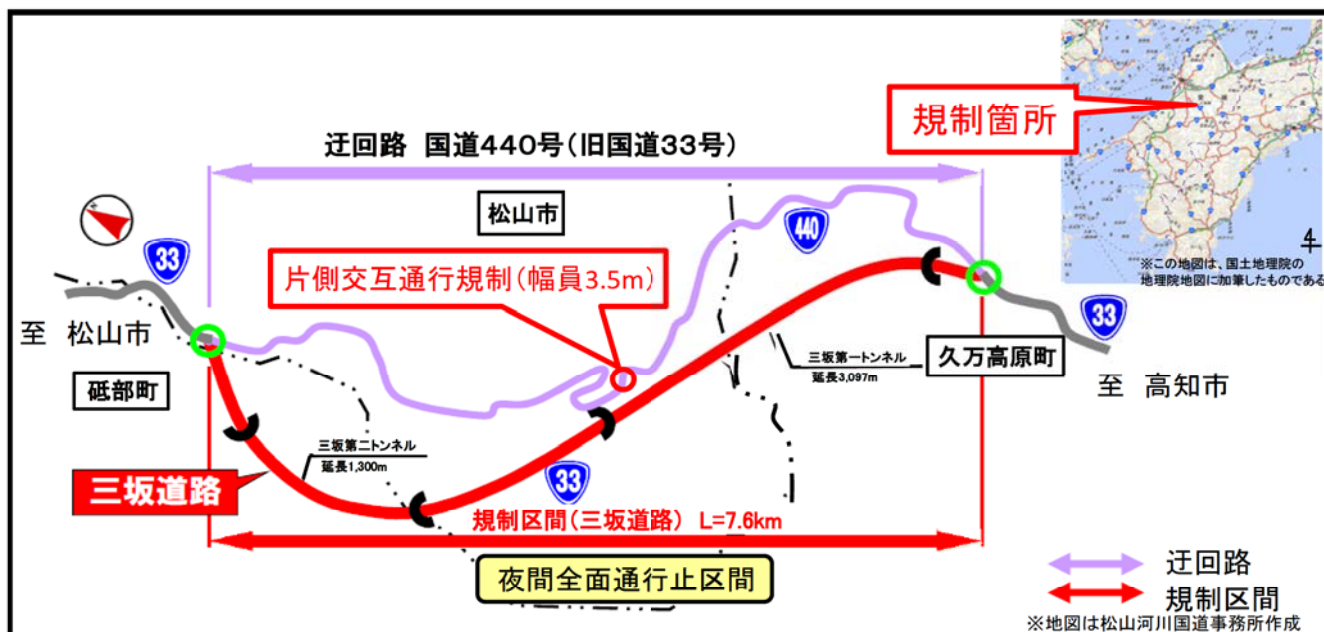 規制箇所
※この地図は、国土地理院の
地理院地図に加筆したものである
迂回路 国道440号(旧国道33号)
松山市
440
33
片側交互通行規制(幅員3.5m)
至 松山市
砥部町
三坂第一トンネル
延長3,097m
久万高原町
33
至 高知市
三坂第二トンネル
延長1,300m
三坂道路
33
規制区間(三坂道路) L=7.6km
夜間全面通行止区間
迂回路
規制区間
※地図は松山河川国道事務所作成